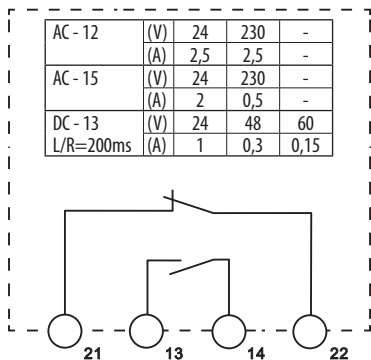 AC - 12 (V) 24 230 -
(A) 2,5 2,5 -
AC - 15 (V) 24 230 -
(A) 2 0,5 -
DC - 13 (V) 24 48 60
L/R=200ms (A) 1 0,3 0,15
21 13 14 22